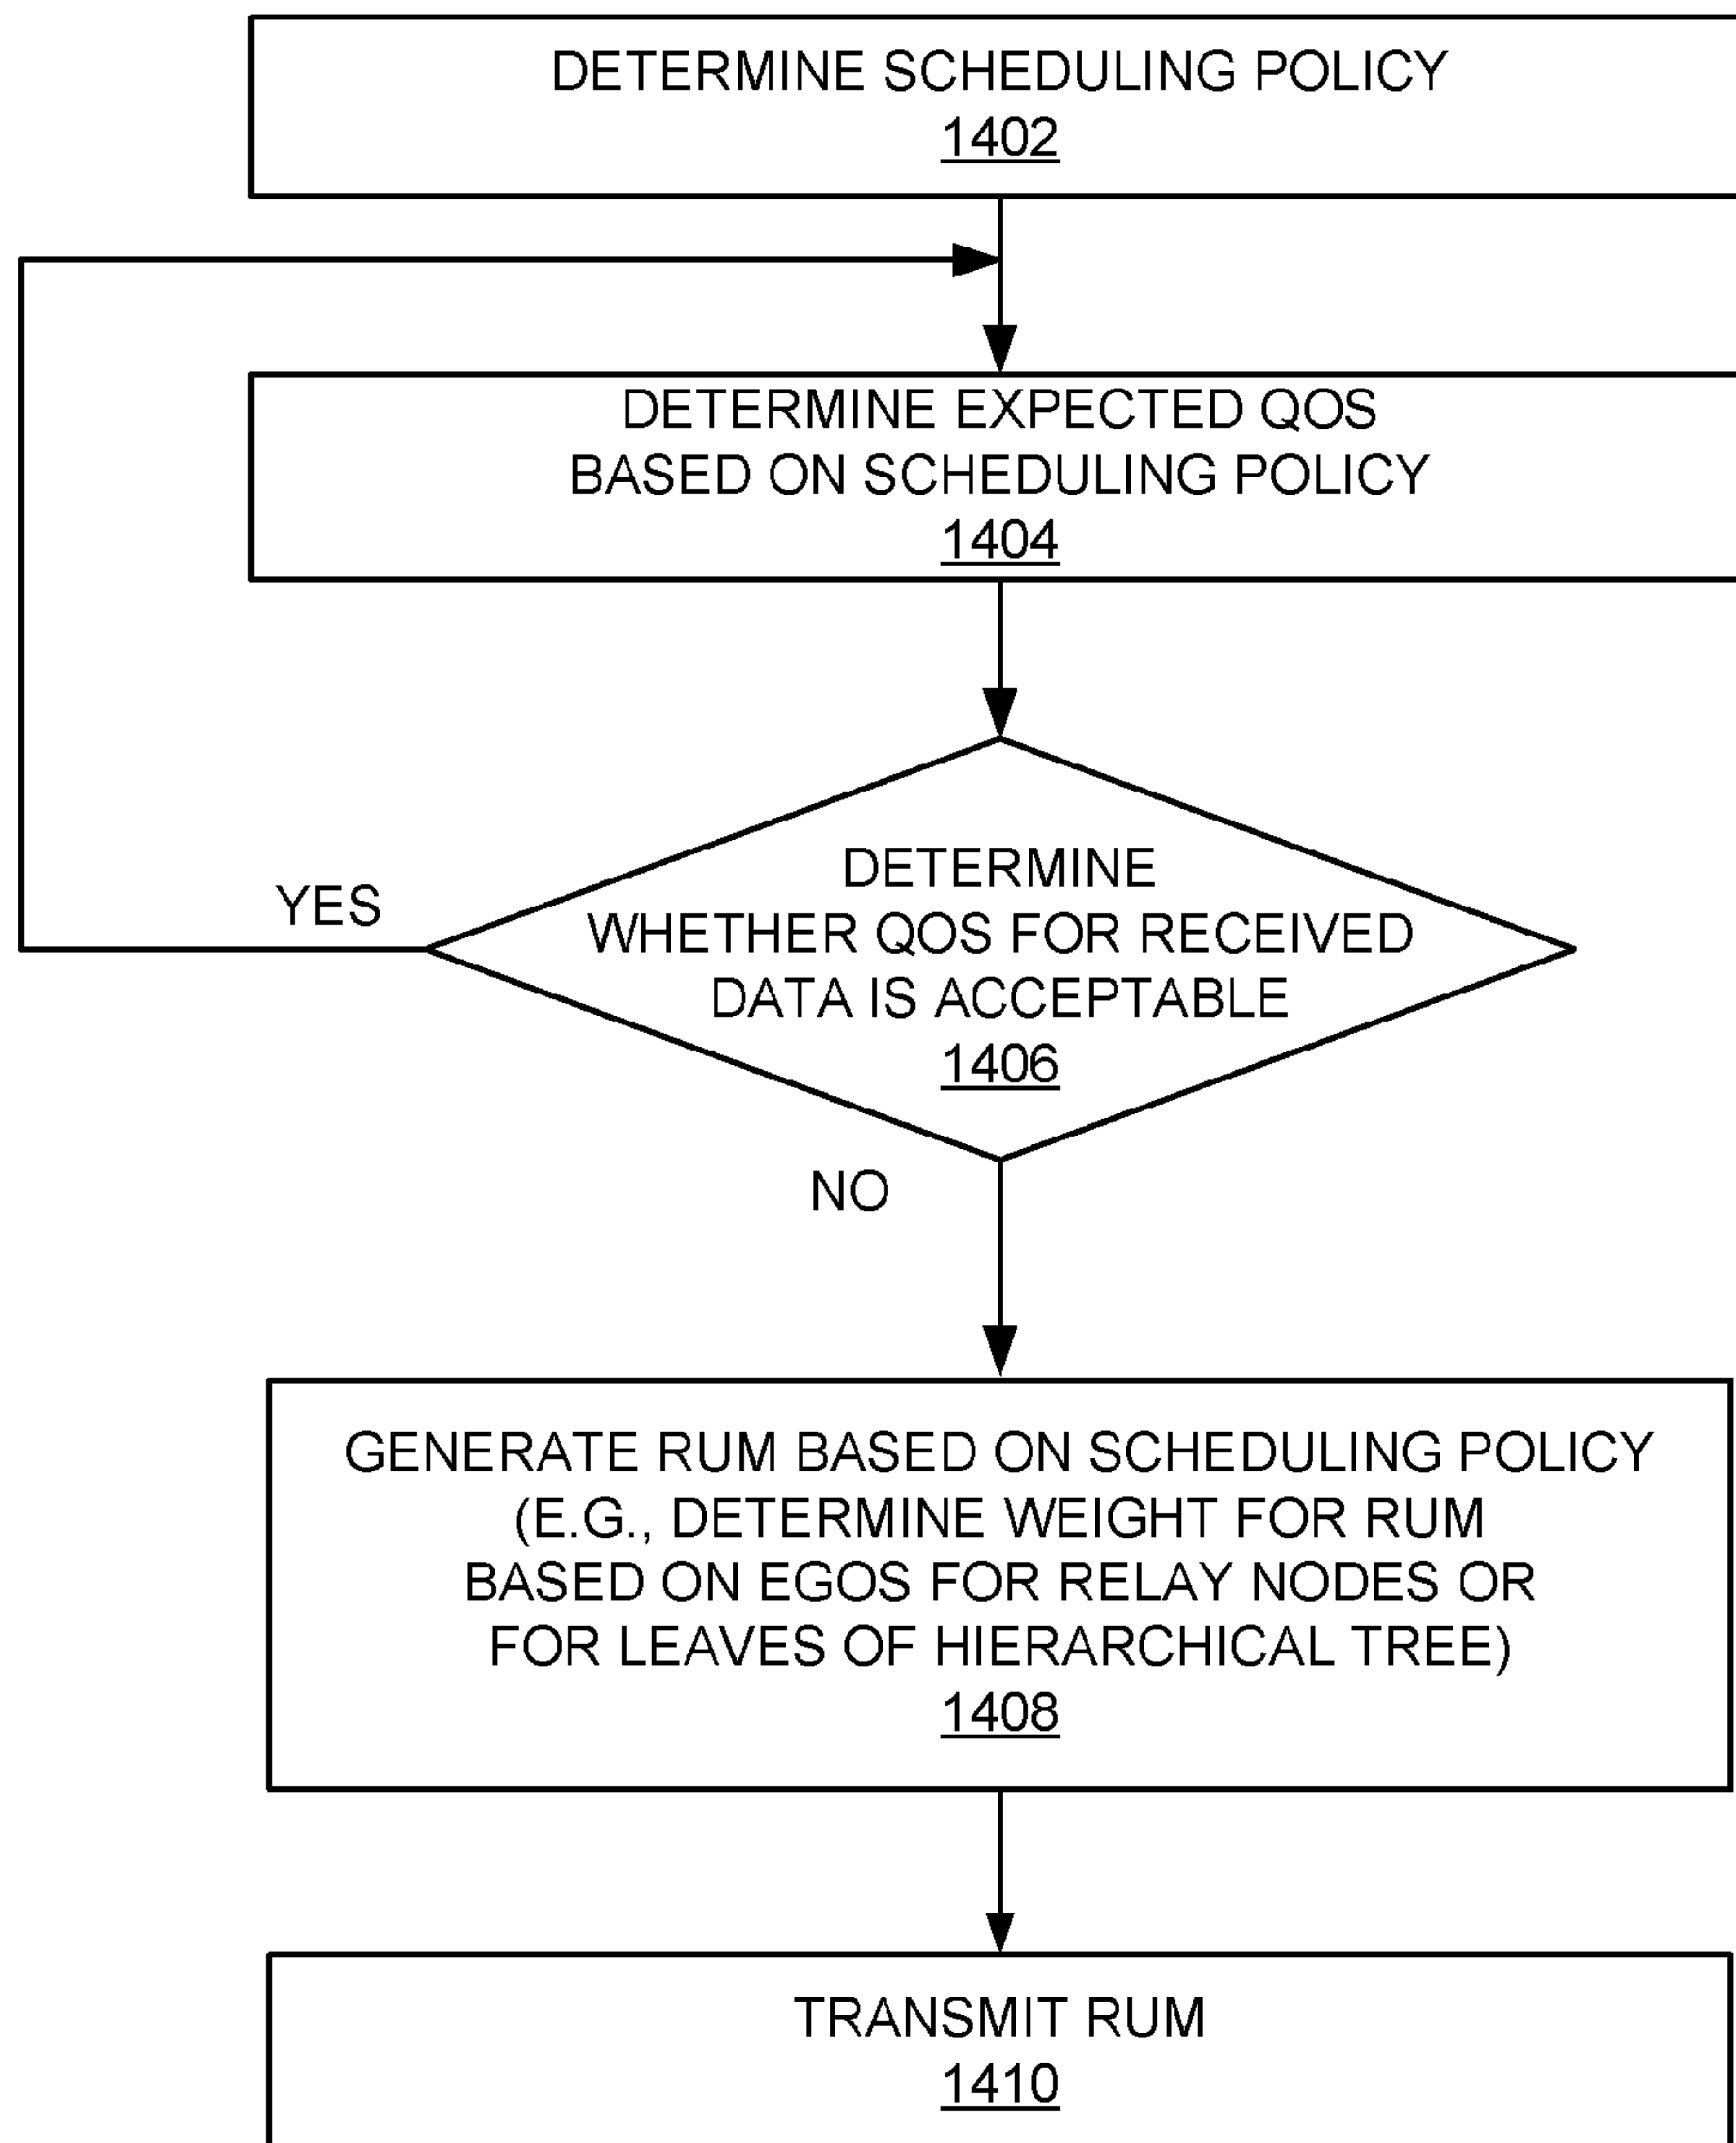 DETERMINE SCHEDULING POLICY
1402
DETERMINE EXPECTED QOS
BASED ON SCHEDULING POLICY
1404
DETERMINE
WHETHER QOS FOR RECEIVED
DATA IS ACCEPTABLE
1406
YES
NO
GENERATE RUM BASED ON SCHEDULING POLICY
(E.G., DETERMINE WEIGHT FOR RUM
BASED ON EGOS FOR RELAY NODES OR
FOR LEAVES OF HIERARCHICAL TREE)
1408
TRANSMIT RUM
1410